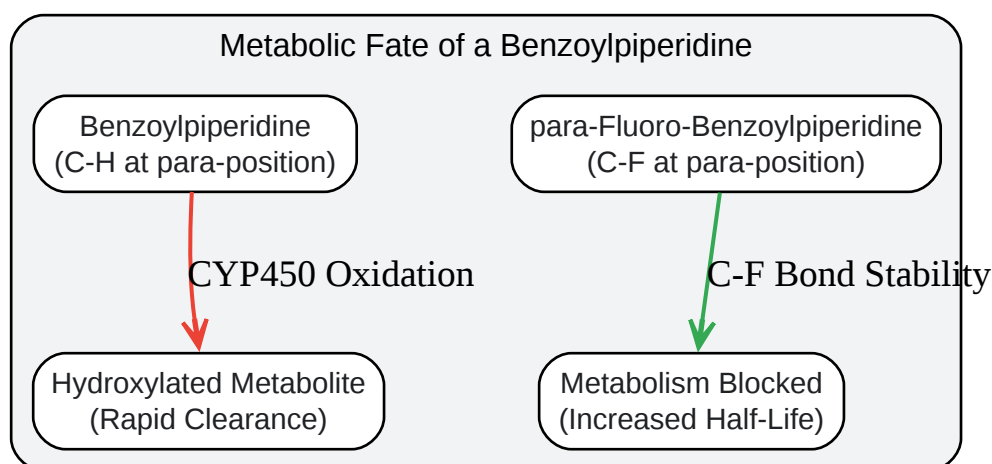 Metabolic Fate of a Benzoylpiperidine
Benzoylpiperidine
(C-H at para-position)
para-Fluoro-Benzoylpiperidine
(C-F at para-position)
CYP450 Oxidation
C-F Bond Stability
Hydroxylated Metabolite
(Rapid Clearance)
Metabolism Blocked
(Increased Half-Life)